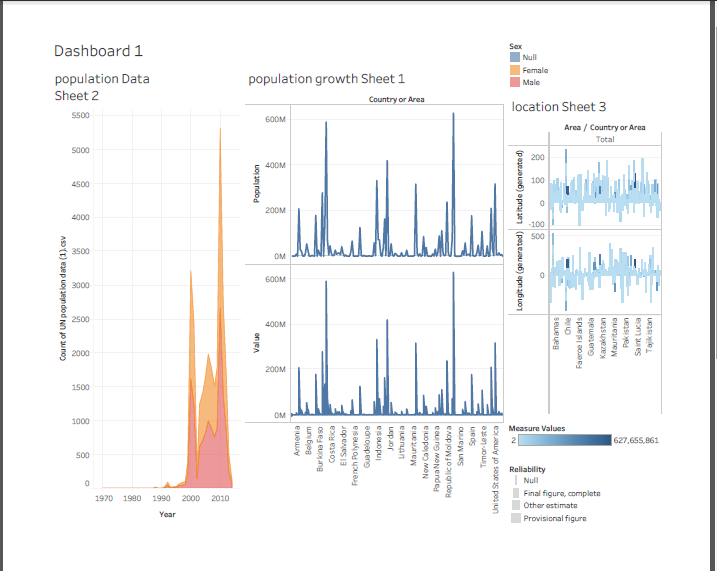 Dashboard 1
population Data
Sheet 2
Count of UN population data (1).csv
5500
5000
4500
4000
3500
3000
2500
2000
1500
1000
500
0
1970
1980
1990
2000
2010
Year
population growth Sheet 1
Country or Area
Population
600M
400M
200M
0M
Value
600M
400M
200M
0M
Armenia
Belgium
Burkina Faso
Costa Rica
El Salvador
French Polynesia
Guadeloupe
Indonesia
Jordan
Lithuania
Mauritania
New Caledonia
Papua New Guinea
Republic of Moldova
San Marino
Spain
Timor-Leste
United States of America
Sex
Null
Female
Male
location Sheet 3
Area / Country or Area
Total
Latitude (generated)
200
100
0
-100
Longitude (generated)
500
0
Bahamas
Chile
Faeroe Islands
Guatemala
Kazakhstan
Mauritania
Pakistan
Saint Lucia
Tajikistan
Measure Values
2
627,655,861
Reliability
Null
Final figure, complete
Other estimate
Provisional figure